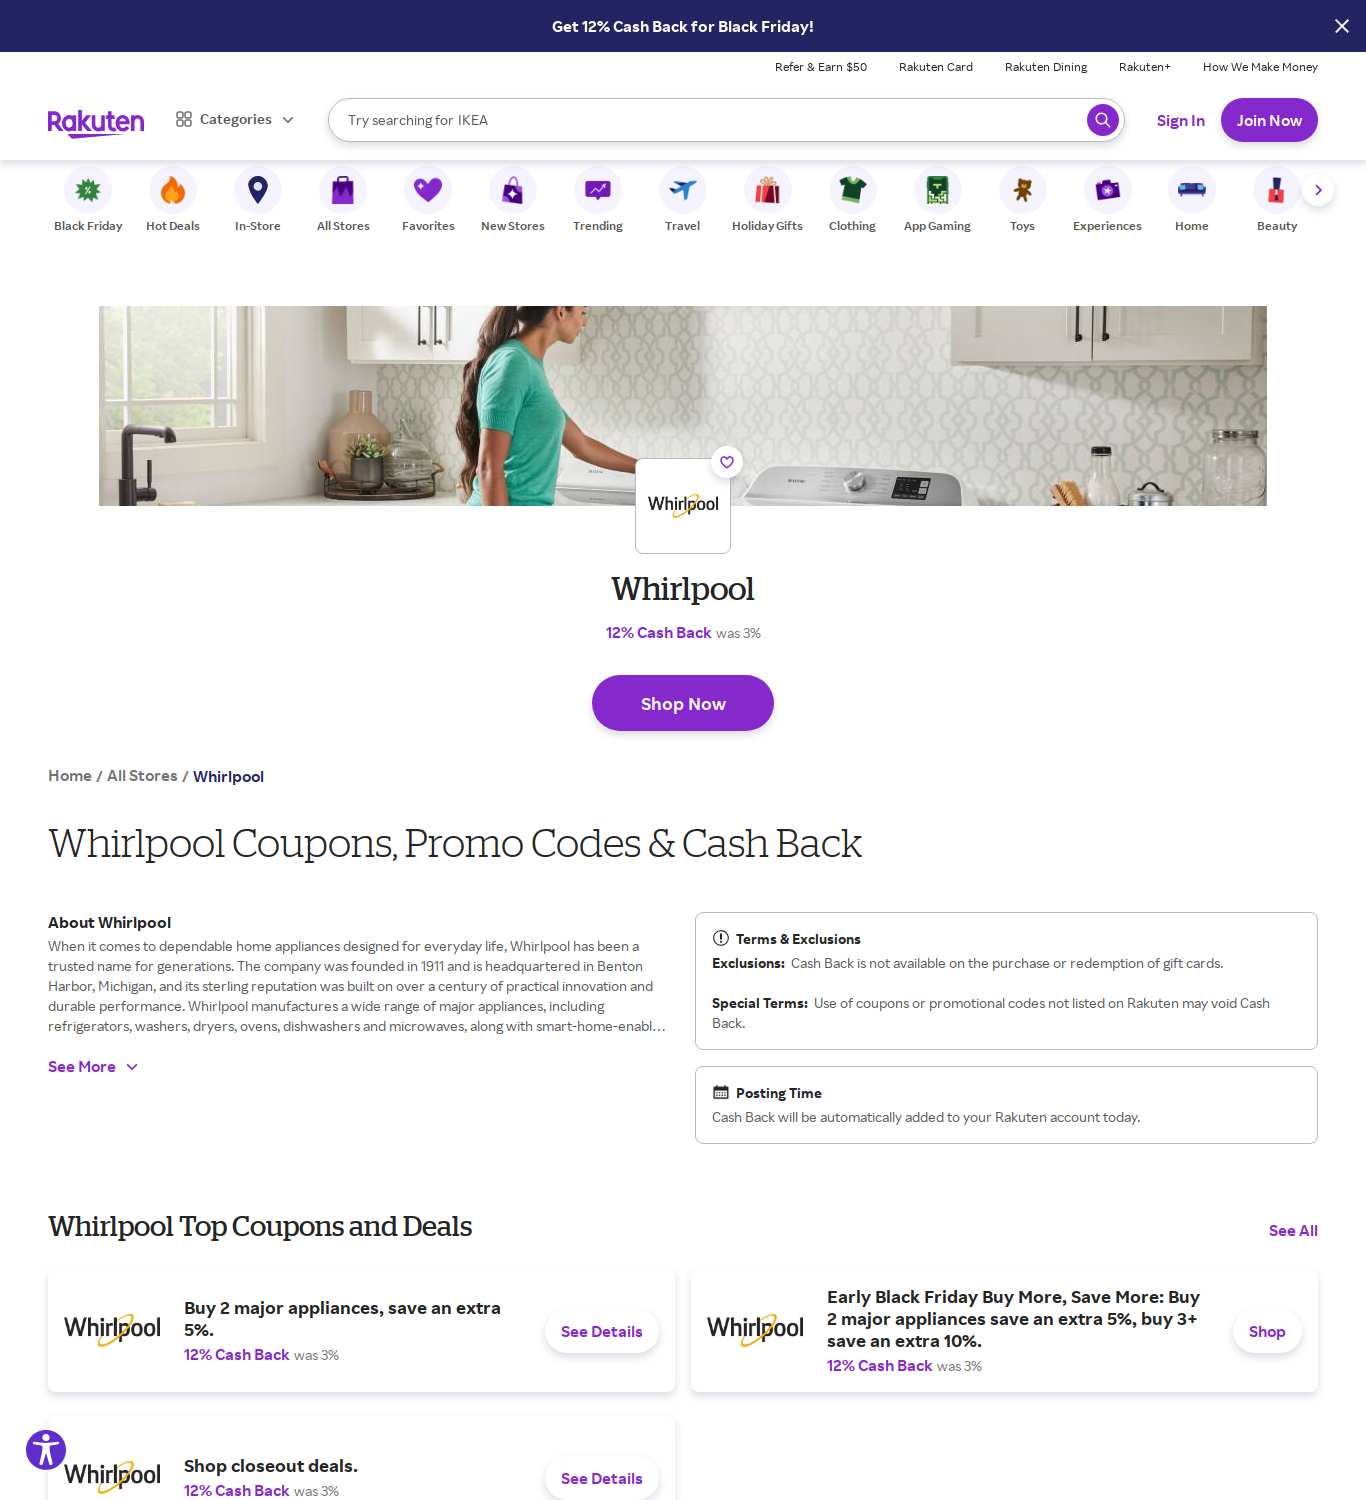 Get 12% Cash Back for Black Friday!
Refer & Earn $50
Rakuten Card
Rakuten Dining
Rakuten+
How We Make Money
Rakuten
Categories
Try searching for IKEA
Sign In
Join Now
Black Friday
Hot Deals
In-Store
All Stores
Favorites
New Stores
Trending
Travel
Holiday Gifts
Clothing
App Gaming
Toys
Experiences
Home
Beauty
Whirlpool
Whirlpool
12% Cash Back was 3%
Shop Now
Home / All Stores / Whirlpool
Whirlpool Coupons, Promo Codes & Cash Back
About Whirlpool
When it comes to dependable home appliances designed for everyday life, Whirlpool has been a
trusted name for generations. The company was founded in 1911 and is headquartered in Benton
Harbor, Michigan, and its sterling reputation was built on over a century of practical innovation and
durable performance. Whirlpool manufactures a wide range of major appliances, including
refrigerators, washers, dryers, ovens, dishwashers and microwaves, along with smart-home-enabl…
See More
Terms & Exclusions
Exclusions: Cash Back is not available on the purchase or redemption of gift cards.
Special Terms: Use of coupons or promotional codes not listed on Rakuten may void Cash
Back.
Posting Time
Cash Back will be automatically added to your Rakuten account today.
Whirlpool Top Coupons and Deals
See All
Whirlpool
Buy 2 major appliances, save an extra
5%.
12% Cash Back was 3%
See Details
Whirlpool
Early Black Friday Buy More, Save More: Buy
2 major appliances save an extra 5%, buy 3+
save an extra 10%.
12% Cash Back was 3%
Shop
Whirlpool
Shop closeout deals.
12% Cash Back was 3%
See Details